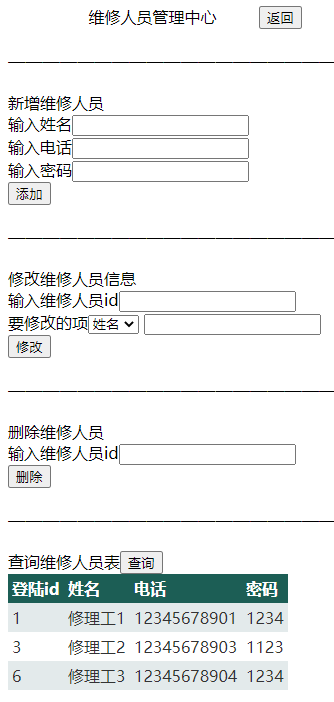 维修人员管理中心 返回
新增维修人员
输入姓名
输入电话
输入密码
添加
修改维修人员信息
输入维修人员id
要修改的项 姓名
修改
删除维修人员
输入维修人员id
删除
查询维修人员表 查询
登陆id 姓名 电话 密码
1 修理工1 12345678901 1234
3 修理工2 12345678903 1123
6 修理工3 12345678904 1234